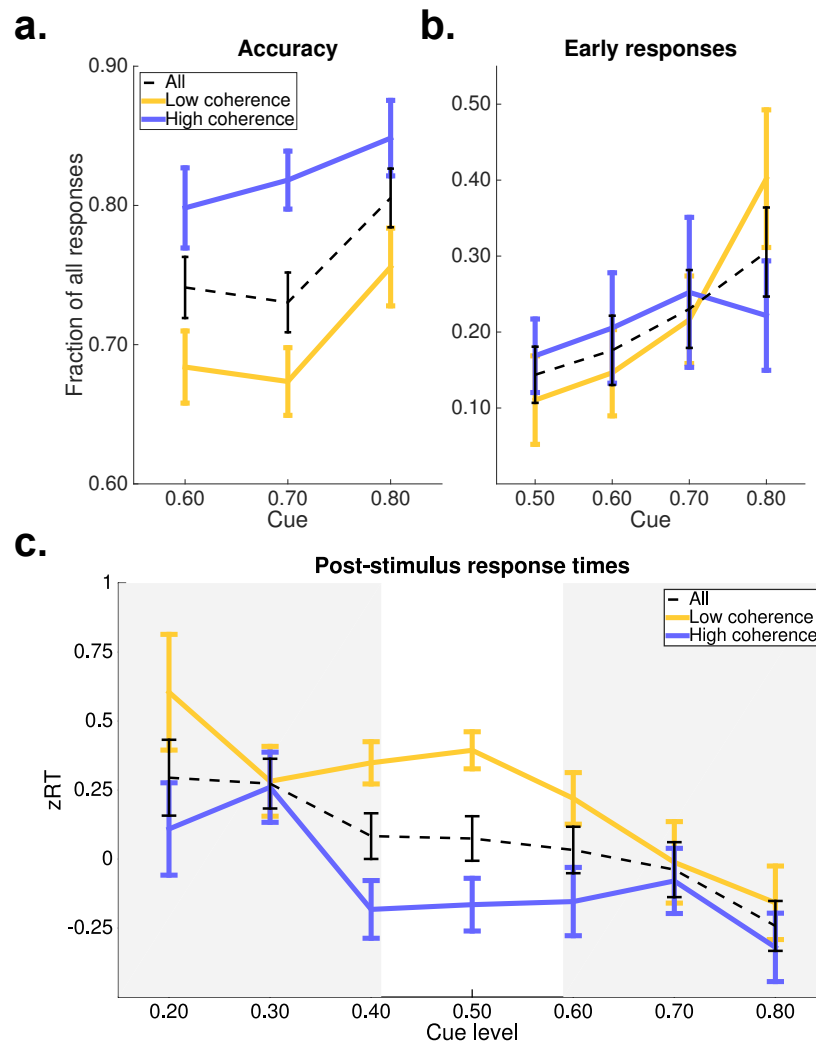 a.
Accuracy
Fraction of all responses
0.90
0.80
0.70
0.60
All
Low coherence
High coherence
0.60 0.70 0.80
Cue
b.
Early responses
0.50
0.40
0.30
0.20
0.10
0.50 0.60 0.70 0.80
Cue
c.
Post-stimulus response times
zRT
1
0.75
0.5
0.25
0
-0.25
All
Low coherence
High coherence
0.20 0.30 0.40 0.50 0.60 0.70 0.80
Cue level